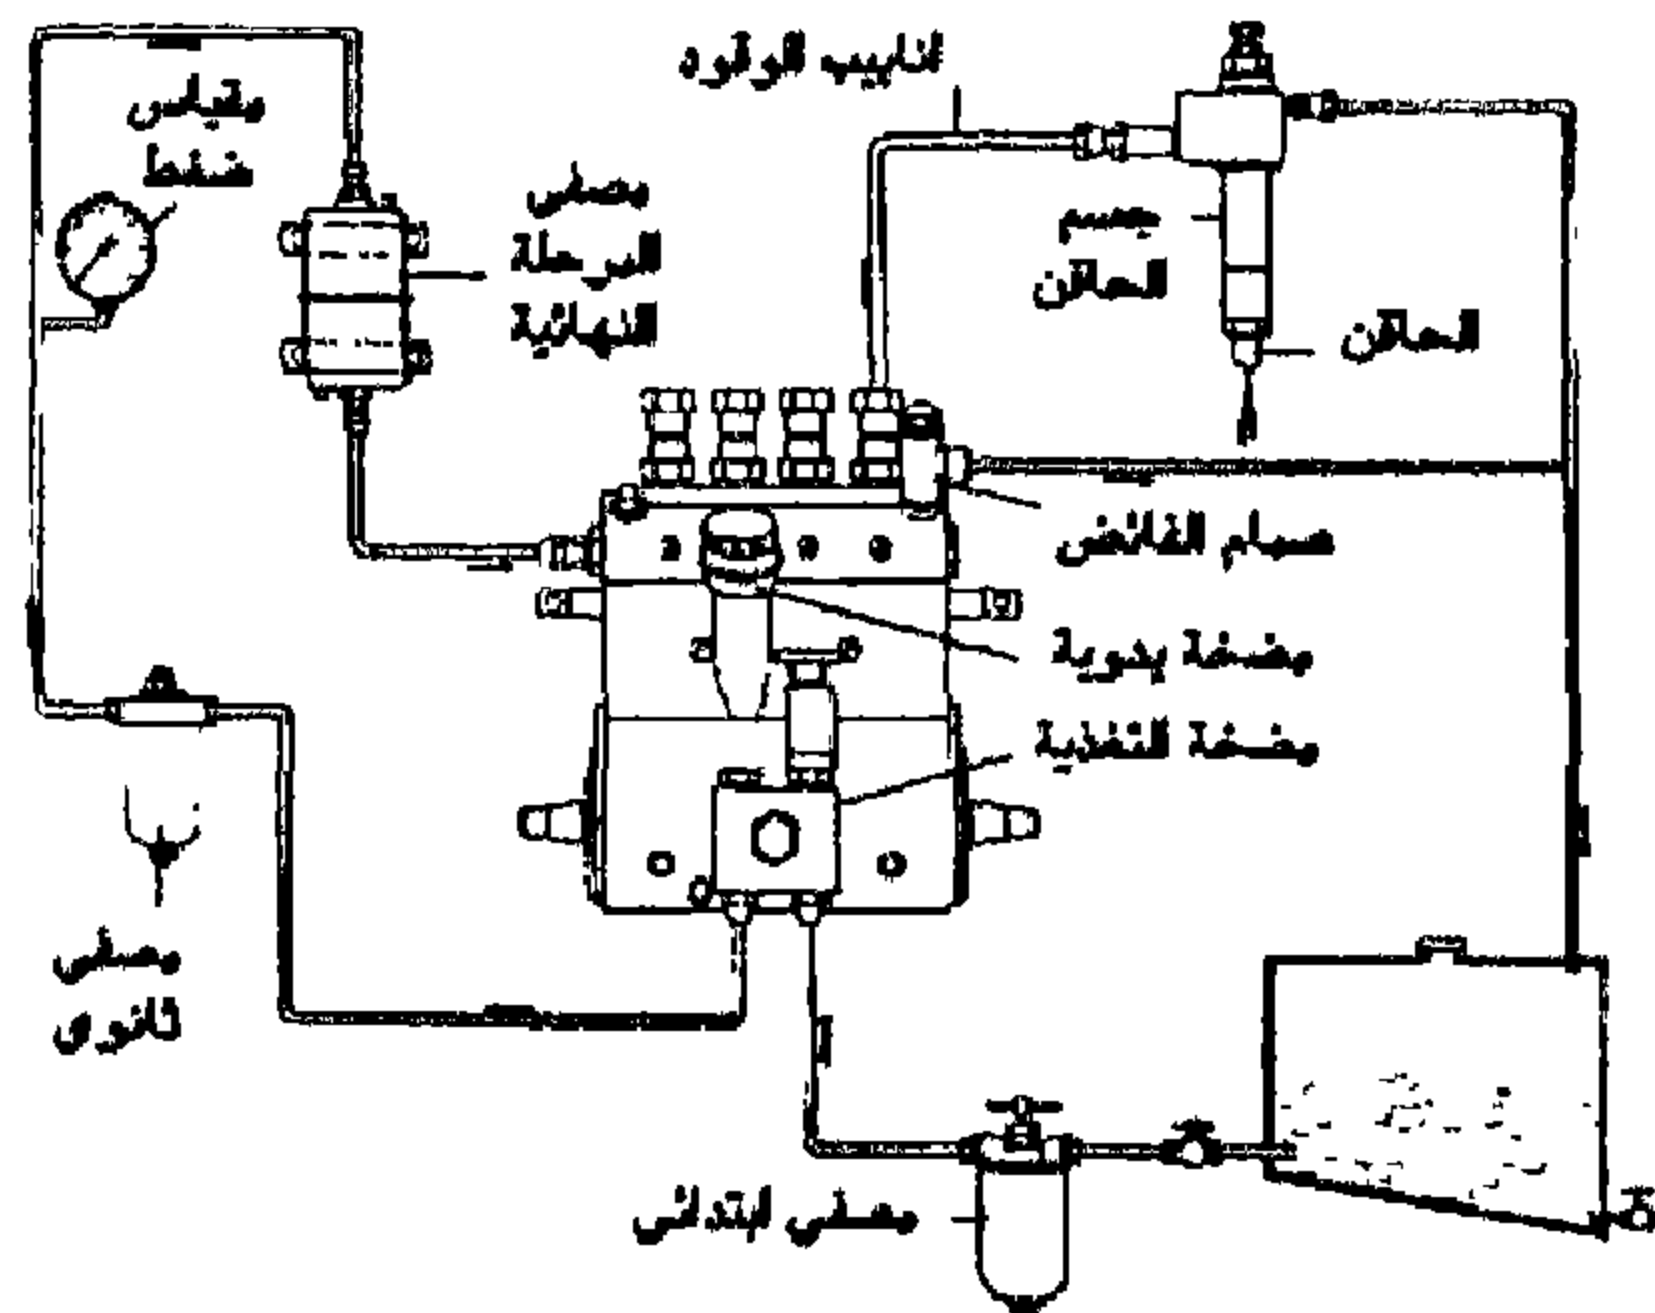 انابيب الوقود
مقياس
ضغط
مصفى
المرحلة
النهائية
جسم
الحاقن
الحاقن
صمام الفائض
مضخة يدوية
مضخة التغذية
مصفى
ثانوي
مصفى ابتدائي